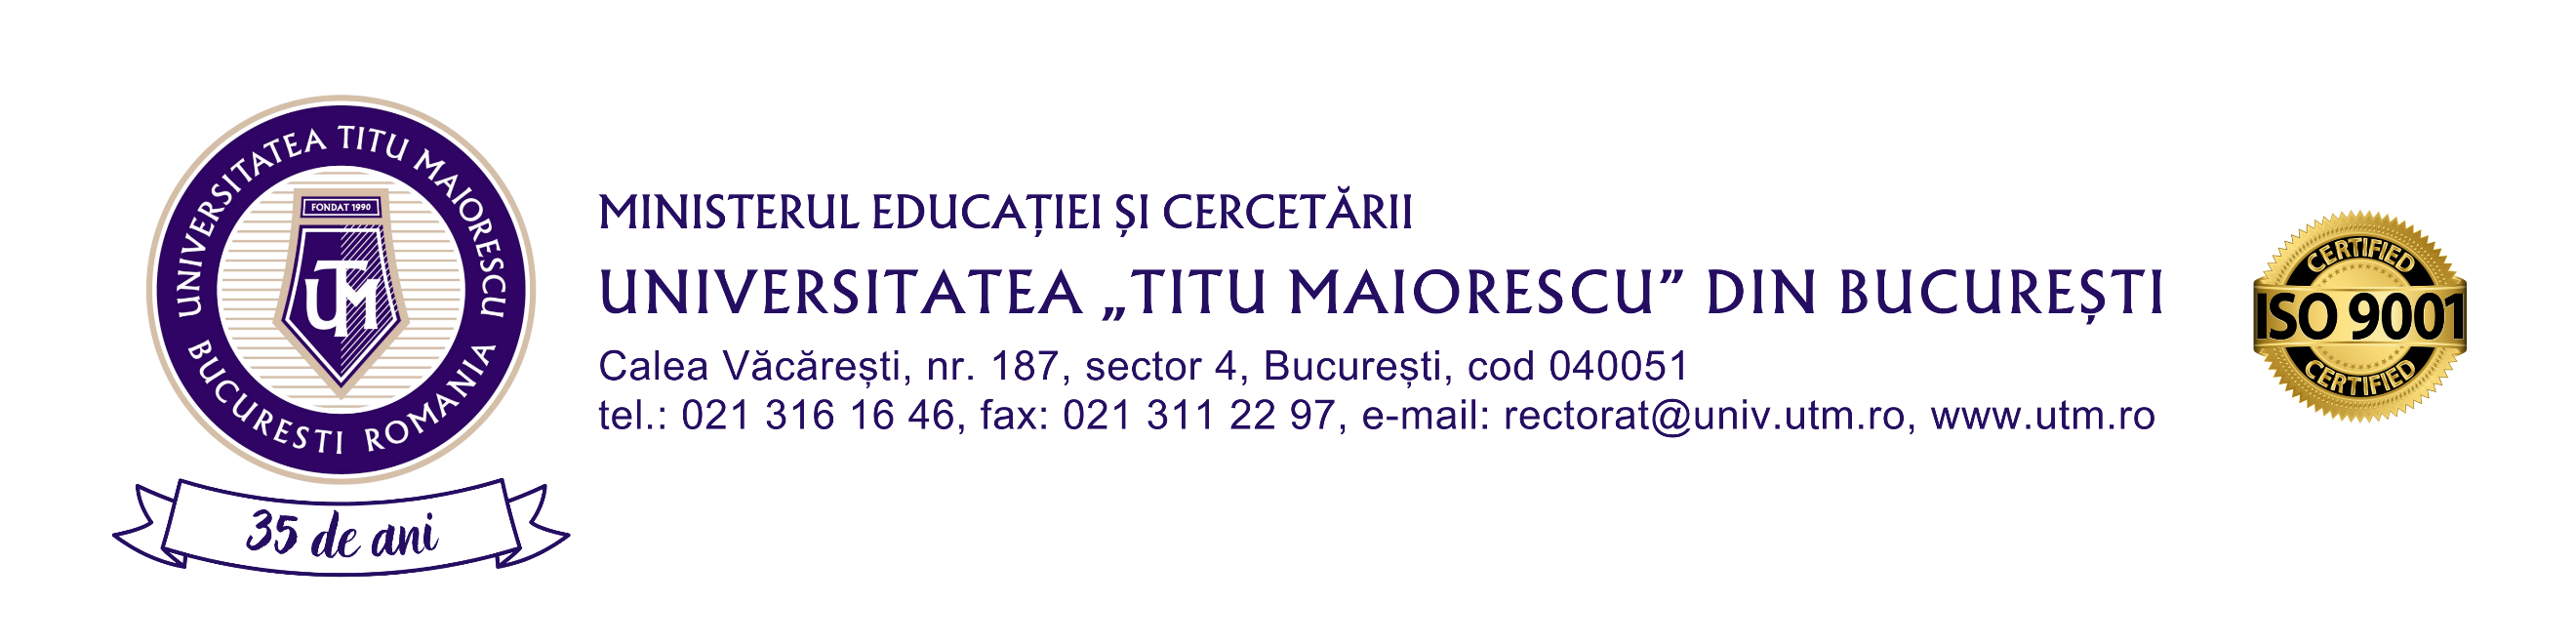 UNIVERSITATEA TITU MAIORESCU
BUCURESTI ROMANIA
FONDAT 1990
UTM
35 de ani
MINISTERUL EDUCAȚIEI ȘI CERCETĂRII
UNIVERSITATEA „TITU MAIORESCU” DIN BUCUREȘTI
Calea Văcărești, nr. 187, sector 4, București, cod 040051
tel.: 021 316 16 46, fax: 021 311 22 97, e-mail: rectorat@univ.utm.ro, www.utm.ro
CERTIFIED
ISO 9001
CERTIFIED